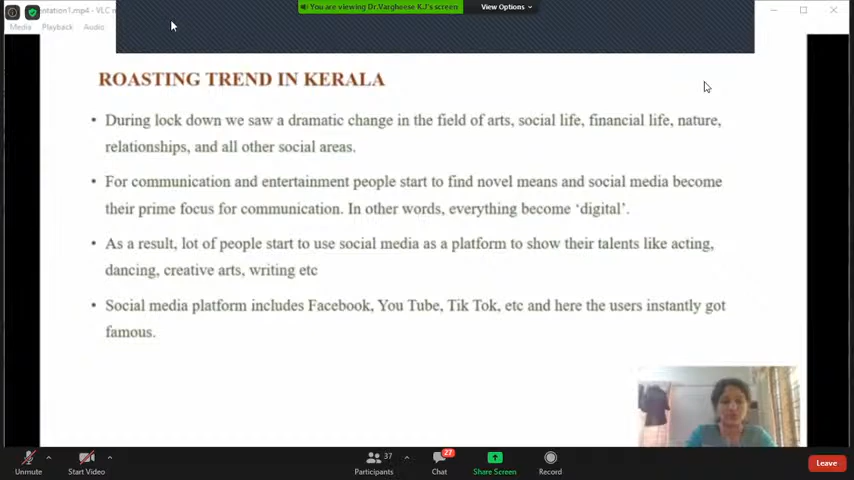 ntation1.mp4 - VLC m
You are viewing Dr.Vargheese K.J's screen
View Options
Media Playback Audio
ROASTING TREND IN KERALA
• During lock down we saw a dramatic change in the field of arts, social life, financial life, nature,
relationships, and all other social areas.
• For communication and entertainment people start to find novel means and social media become
their prime focus for communication. In other words, everything become ‘digital’.
• As a result, lot of people start to use social media as a platform to show their talents like acting,
dancing, creative arts, writing etc
• Social media platform includes Facebook, You Tube, Tik Tok, etc and here the users instantly got
famous.
37
27
Unmute Start Video Participants Chat Share Screen Record Leave